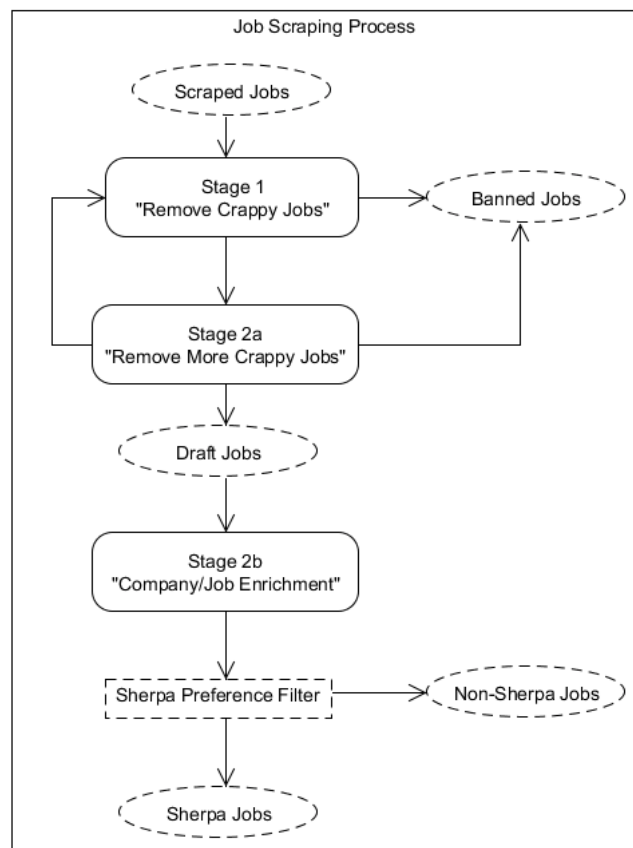 Job Scraping Process
Scraped Jobs
Stage 1
"Remove Crappy Jobs"
Banned Jobs
Stage 2a
"Remove More Crappy Jobs"
Draft Jobs
Stage 2b
"Company/Job Enrichment"
Sherpa Preference Filter
Non-Sherpa Jobs
Sherpa Jobs